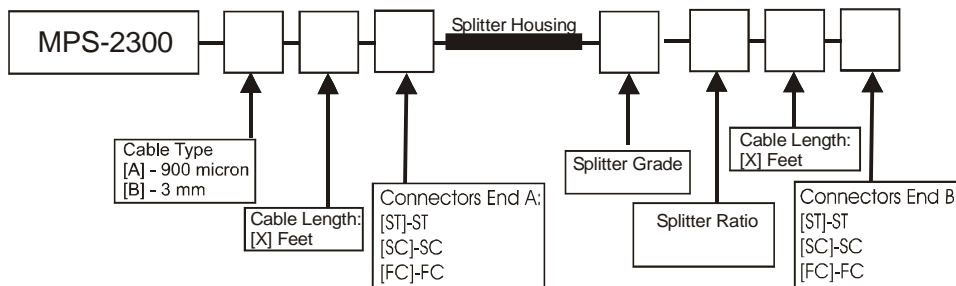 Splitter Housing
MPS-2300
Cable Type
[A] - 900 micron
[B] - 3 mm
Cable Length:
[X] Feet
Connectors End A:
[ST]-ST
[SC]-SC
[FC]-FC
Splitter Grade
Splitter Ratio
Cable Length:
[X] Feet
Connectors End B
[ST]-ST
[SC]-SC
[FC]-FC